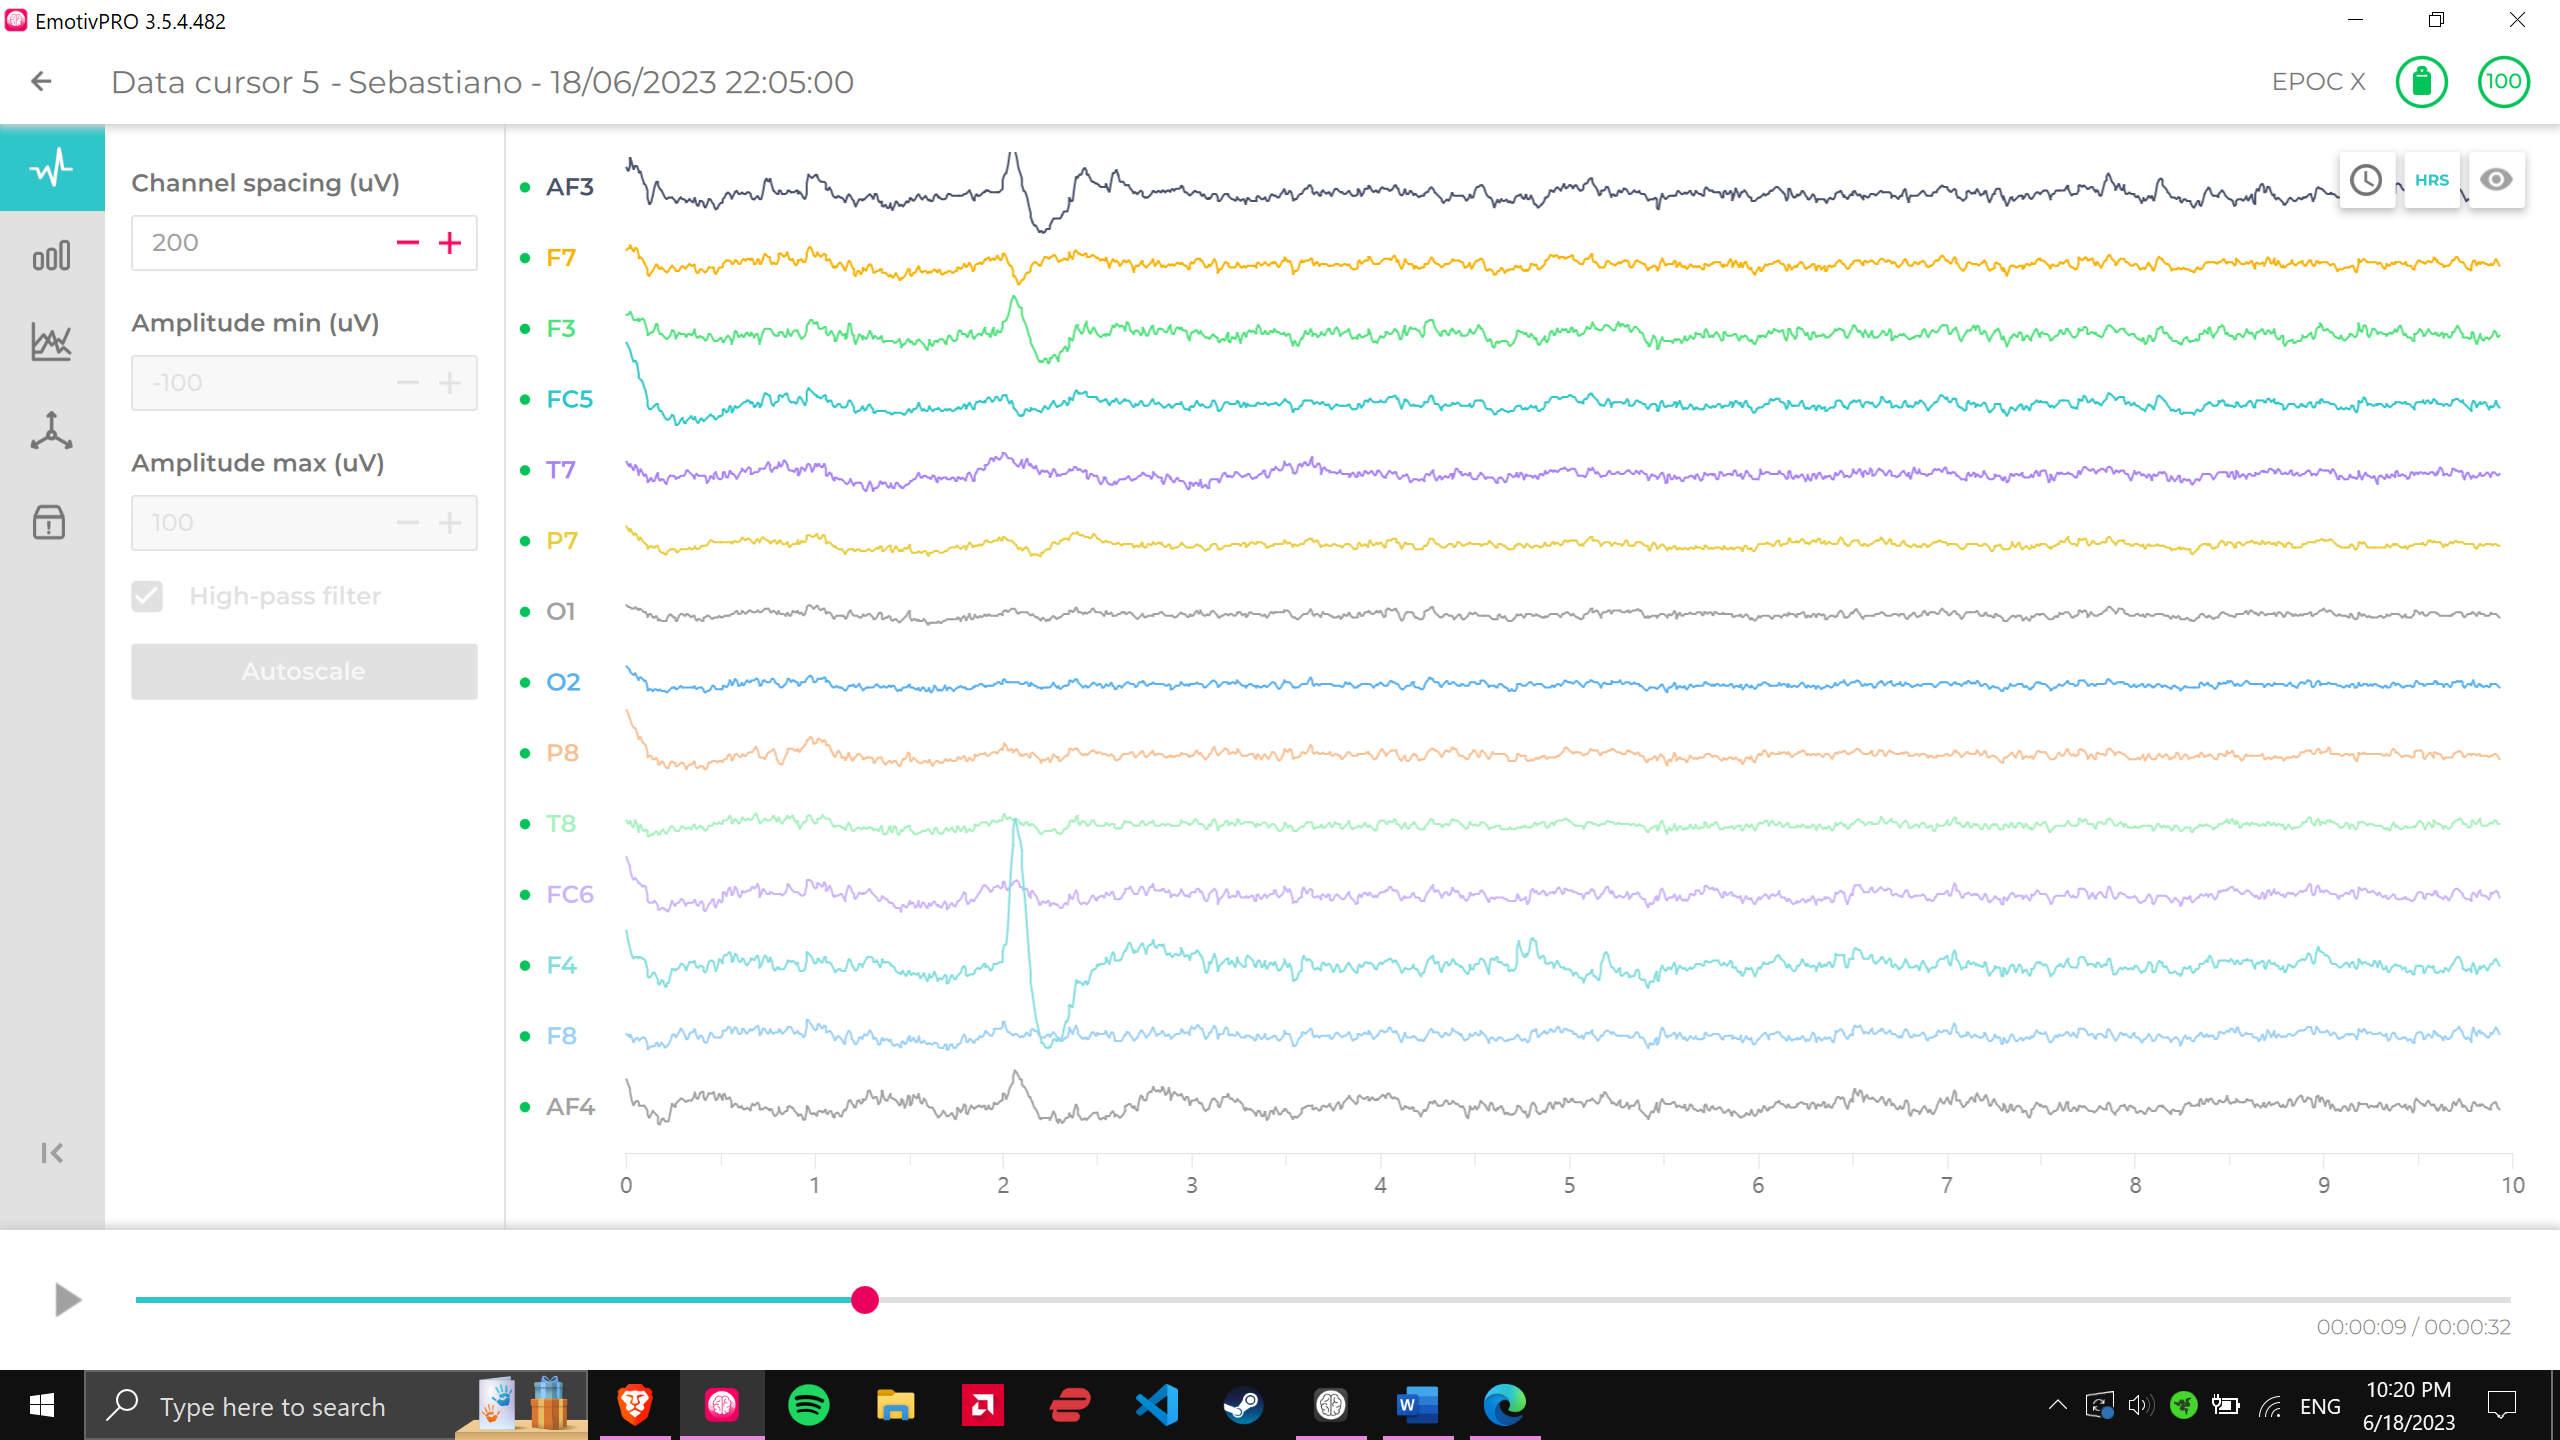 EmotivPRO 3.5.4.482
Data cursor 5 - Sebastiano - 18/06/2023 22:05:00
EPOC X
100
Channel spacing (uV)
200
Amplitude min (uV)
-100
Amplitude max (uV)
100
High-pass filter
Autoscale
HRS
AF3
F7
F3
FC5
T7
P7
O1
O2
P8
T8
FC6
F4
F8
AF4
0 1 2 3 4 5 6 7 8 9 10
00:00:09 / 00:00:32
Type here to search
W
ENG
10:20 PM
6/18/2023